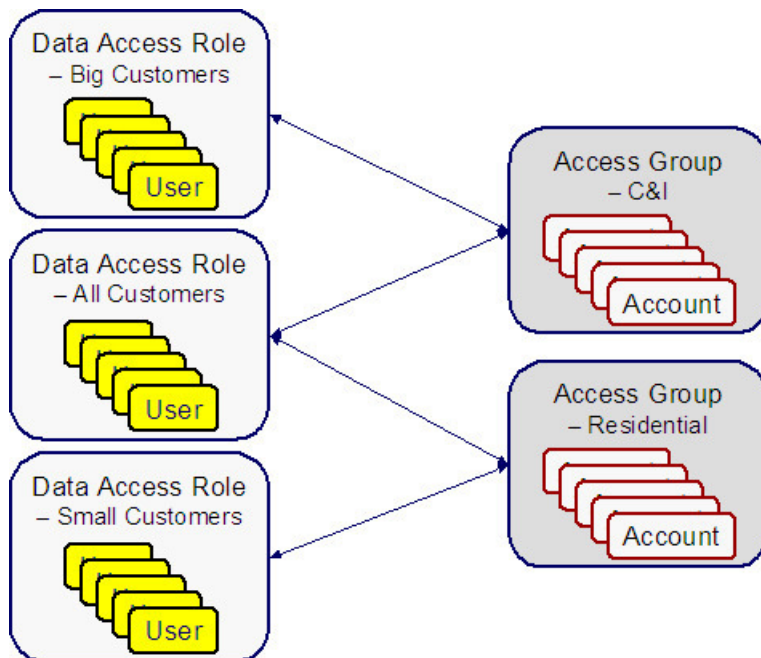 Data Access Role
– Big Customers
User
Data Access Role
– All Customers
User
Data Access Role
– Small Customers
User
Access Group
– C&I
Account
Access Group
– Residential
Account